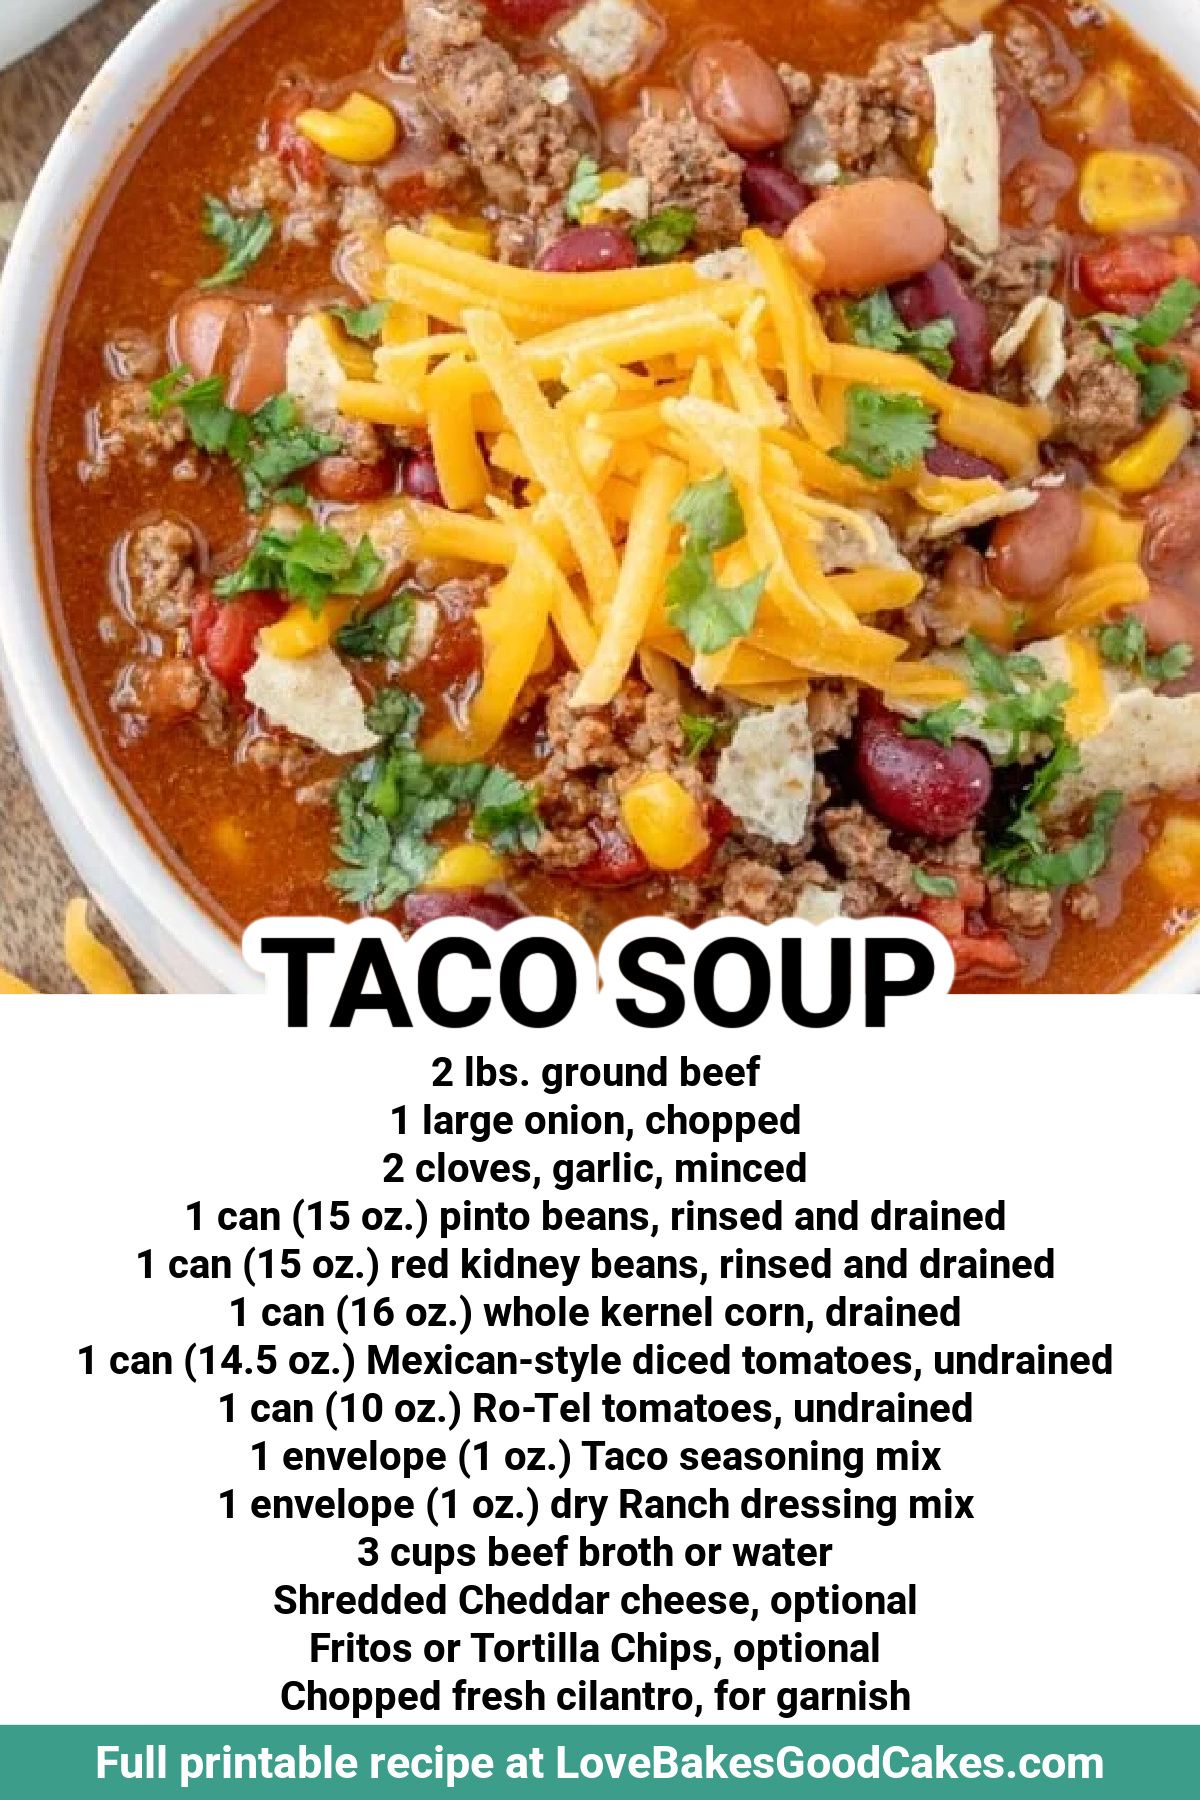 TACO SOUP
2 lbs. ground beef
1 large onion, chopped
2 cloves, garlic, minced
1 can (15 oz.) pinto beans, rinsed and drained
1 can (15 oz.) red kidney beans, rinsed and drained
1 can (16 oz.) whole kernel corn, drained
1 can (14.5 oz.) Mexican-style diced tomatoes, undrained
1 can (10 oz.) Ro-Tel tomatoes, undrained
1 envelope (1 oz.) Taco seasoning mix
1 envelope (1 oz.) dry Ranch dressing mix
3 cups beef broth or water
Shredded Cheddar cheese, optional
Fritos or Tortilla Chips, optional
Chopped fresh cilantro, for garnish
Full printable recipe at LoveBakesGoodCakes.com